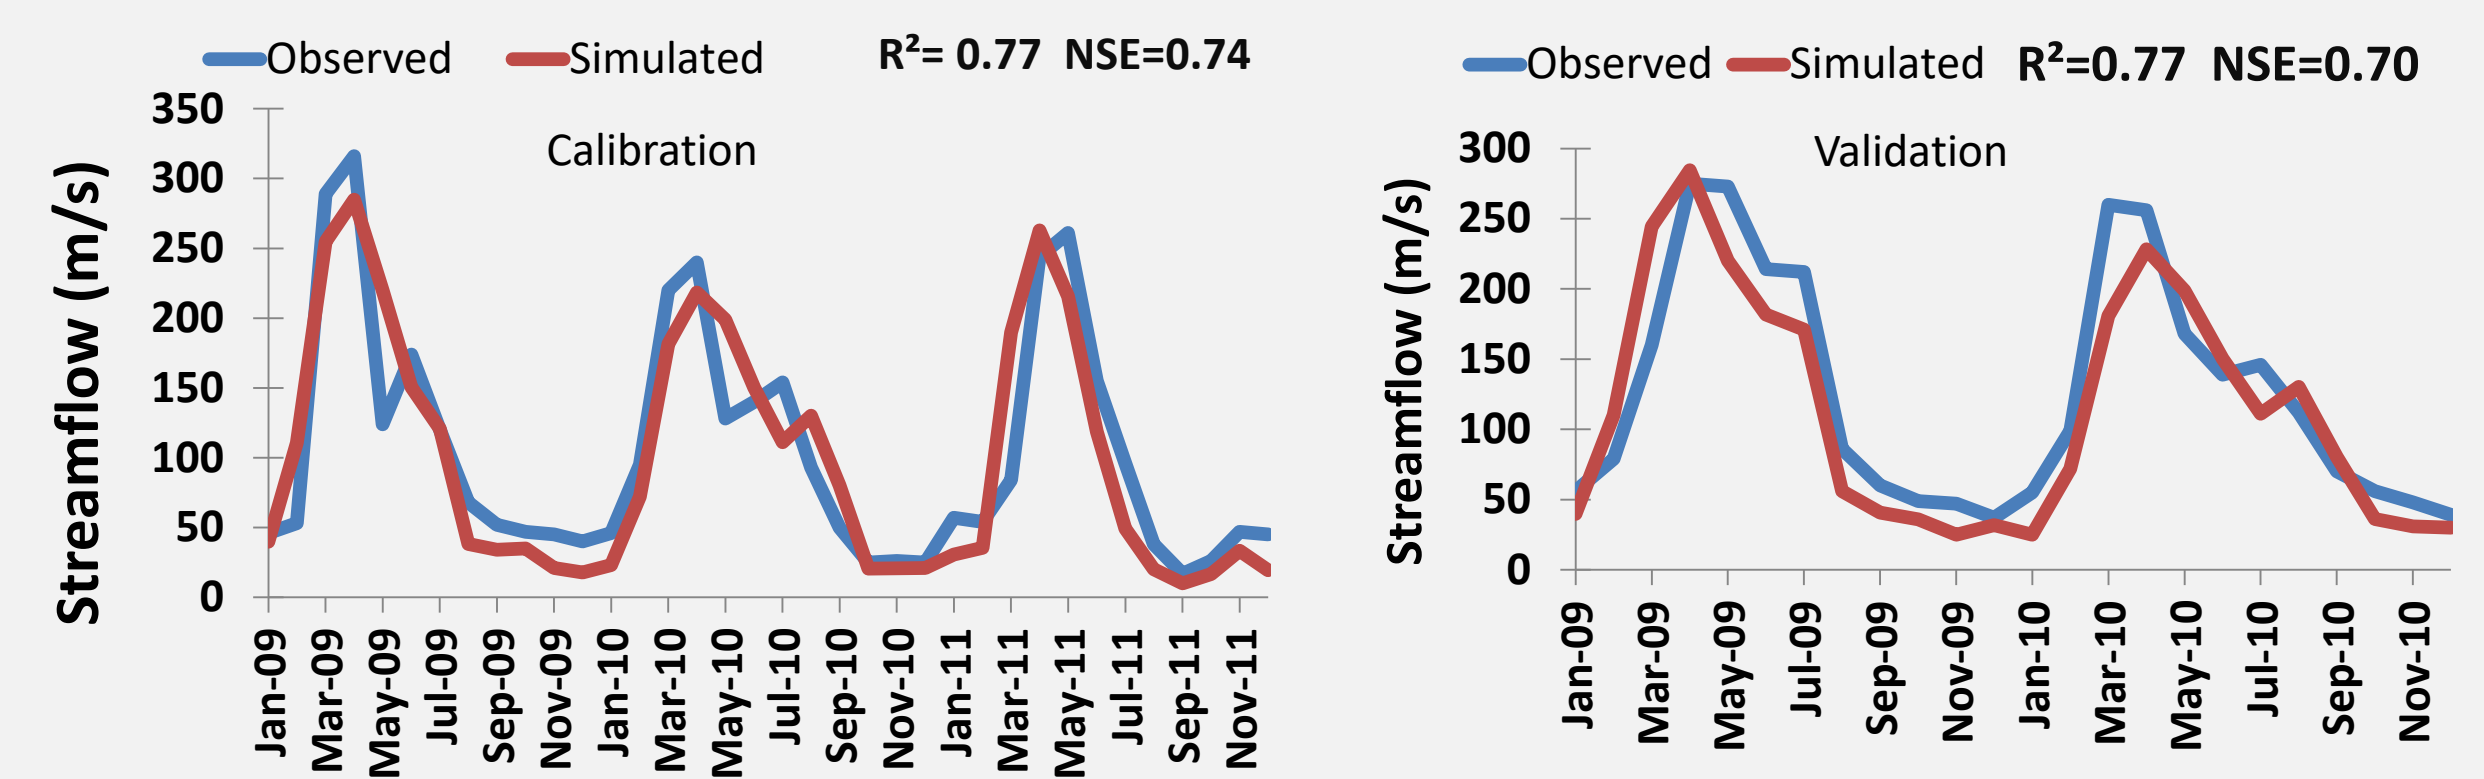 Observed Simulated R²= 0.77 NSE=0.74
Calibration
Streamflow (m/s)
350
300
250
200
150
100
50
0
Jan-09
Mar-09
May-09
Jul-09
Sep-09
Nov-09
Jan-10
Mar-10
May-10
Jul-10
Sep-10
Nov-10
Jan-11
Mar-11
May-11
Jul-11
Sep-11
Nov-11
Observed Simulated R²=0.77 NSE=0.70
Validation
Streamflow (m/s)
300
250
200
150
100
50
0
Jan-09
Mar-09
May-09
Jul-09
Sep-09
Nov-09
Jan-10
Mar-10
May-10
Jul-10
Sep-10
Nov-10